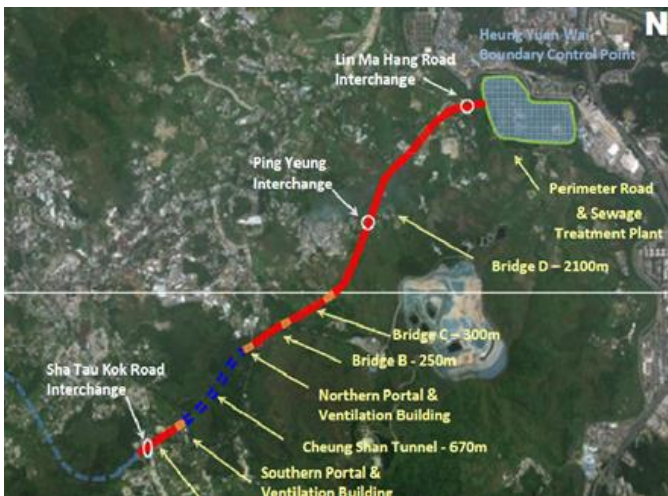 N
Heung Yuen Wai
Boundary Control Point
Lin Ma Hang Road
Interchange
Ping Yeung
Interchange
Perimeter Road
& Sewage
Treatment Plant
Bridge D – 2100m
Bridge C – 300m
Bridge B - 250m
Sha Tau Kok Road
Interchange
Northern Portal &
Ventilation Building
Cheung Shan Tunnel - 670m
Southern Portal &
Ventilation Building